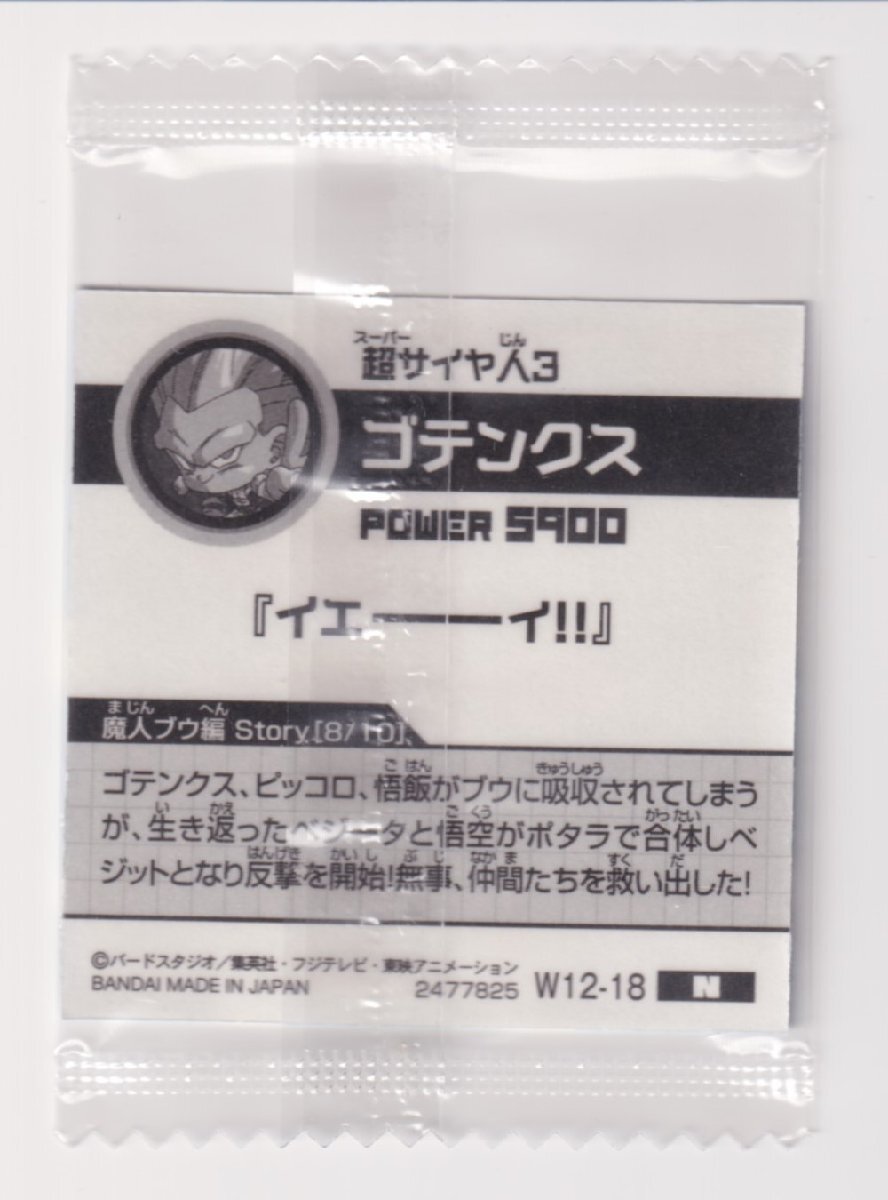 超サイヤ人3
ゴテンクス
POWER 5900
『イエーーーイ!!』
魔人ブウ編 Story[8/10]
ゴテンクス、ピッコロ、悟飯がブウに吸収されてしまう
が、生き返ったベジータと悟空がポタラで合体しベ
ジットとなり反撃を開始!無事、仲間たちを救い出した!
©バードスタジオ/集英社・フジテレビ・東映アニメーション
BANDAI MADE IN JAPAN 2477825 W12-18 N